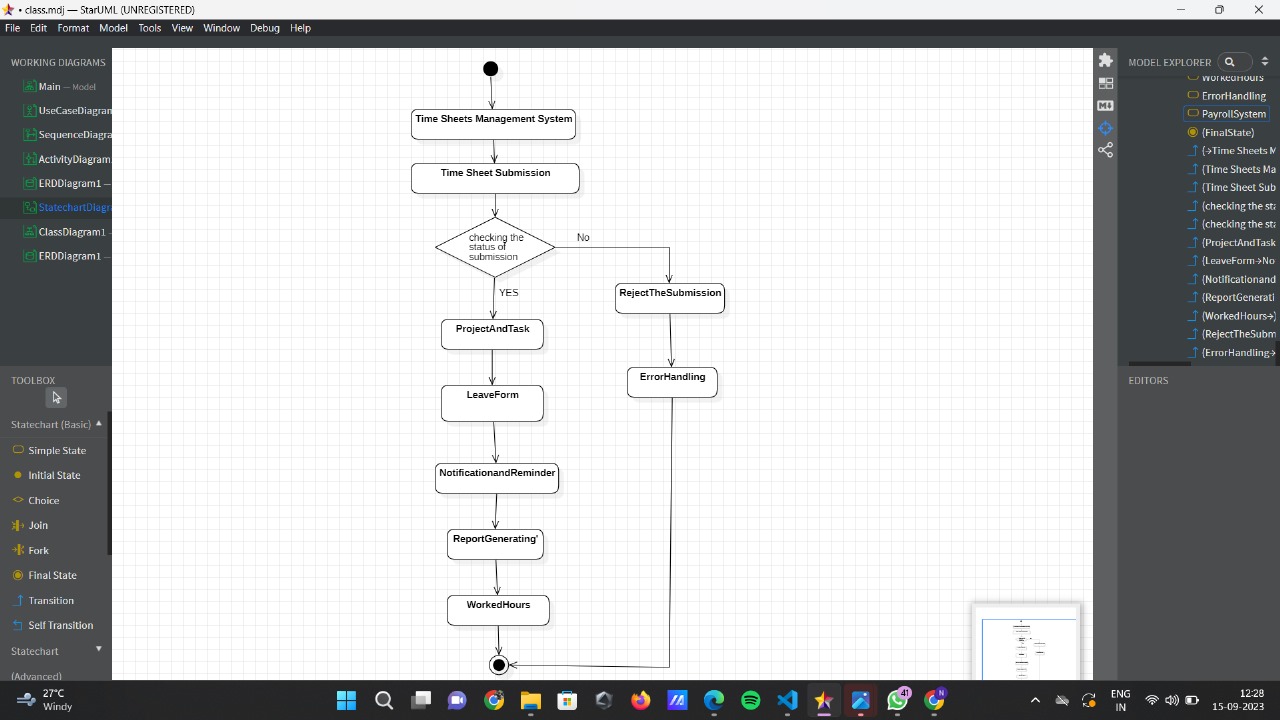 • class.mdj — StarUML (UNREGISTERED)
File Edit Format Model Tools View Window Debug Help
WORKING DIAGRAMS
Main — Model
UseCaseDiagran
SequenceDiagra
ActivityDiagram
ERDDIagram1 —
StatechartDiagra
ClassDiagram1 -
ERDDIagram1 —
TOOLBOX
Statechart (Basic)
Simple State
Initial State
Choice
Join
Fork
Final State
Transition
Self Transition
Statechart
(Advanced)
Time Sheets Management System
Time Sheet Submission
checking the
status of
submission
No
YES
RejectTheSubmission
ProjectAndTask
ErrorHandling
LeaveForm
NotificationandReminder
ReportGenerating'
WorkedHours
MODEL EXPLORER
WorkedHours
ErrorHandling
PayrollSystem
(FinalState)
(→Time Sheets M
(Time Sheets Ma
(Time Sheet Sub
(checking the sta
(checking the sta
(ProjectAndTask
(LeaveForm→No
(Notificationand
(ReportGenerati
(WorkedHours→)
(RejectTheSubm
(ErrorHandling→
EDITORS
27°C
Windy
41
N
ENG
IN
12:28
15-09-2023